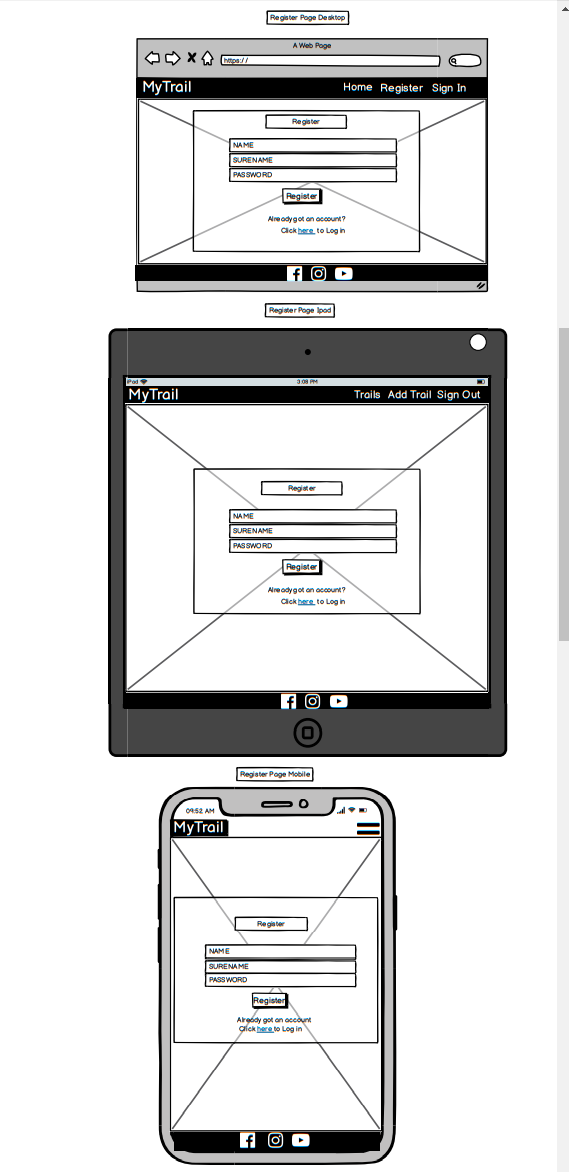 Register Page Desktop
A Web Page
https://
MyTrail Home Register Sign In
Register
NAME
SURENAME
PASSWORD
Register
Already got an account?
Click here to Log in
Register Page Ipad
iPad 3:08 PM
MyTrail Trails Add Trail Sign Out
Register
NAME
SURENAME
PASSWORD
Register
Already got an account?
Click here to Log in
Register Page Mobile
09:52 AM
MyTrail
Register
NAME
SURENAME
PASSWORD
Register
Already got an account
Click here to Log in